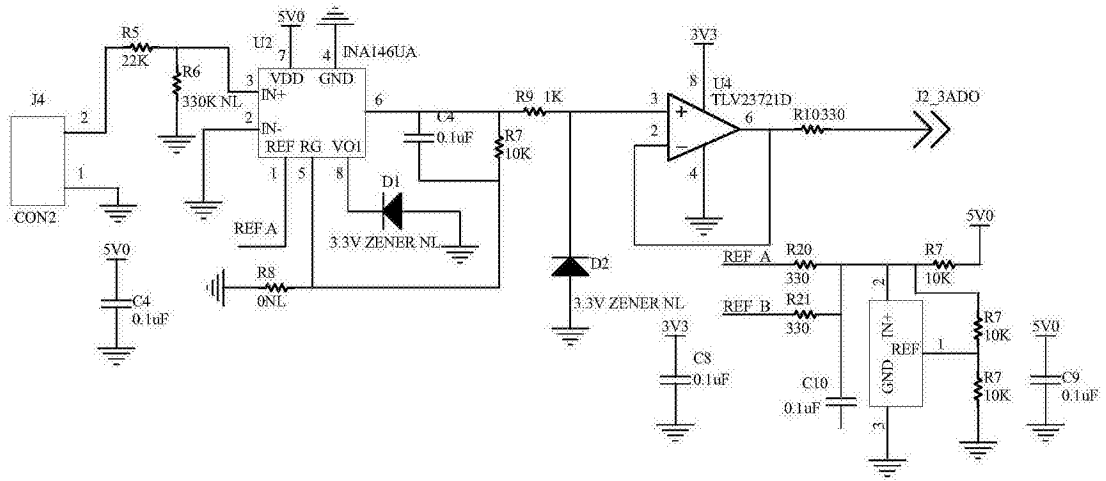 5V0
U2
7
4
INA146UA
R5
22K
R6
330K NL
3
VDD GND
IN+
2
IN-
REF RG VO1
6
1
5
8
J4
2
1
CON2
C4
0.1uF
R7
10K
R9 1K
D1
3.3V ZENER NL
REF A
R8
0NL
5V0
C4
0.1uF
D2
3.3V ZENER NL
3V3
8
U4
TLV23721D
3
2
6
4
R10 330
J2_3ADO
REF A
R20
330
REF B
R21
330
5V0
R7
10K
2
IN+
REF
GND
1
3
R7
10K
R7
10K
C10
0.1uF
3V3
C8
0.1uF
5V0
C9
0.1uF